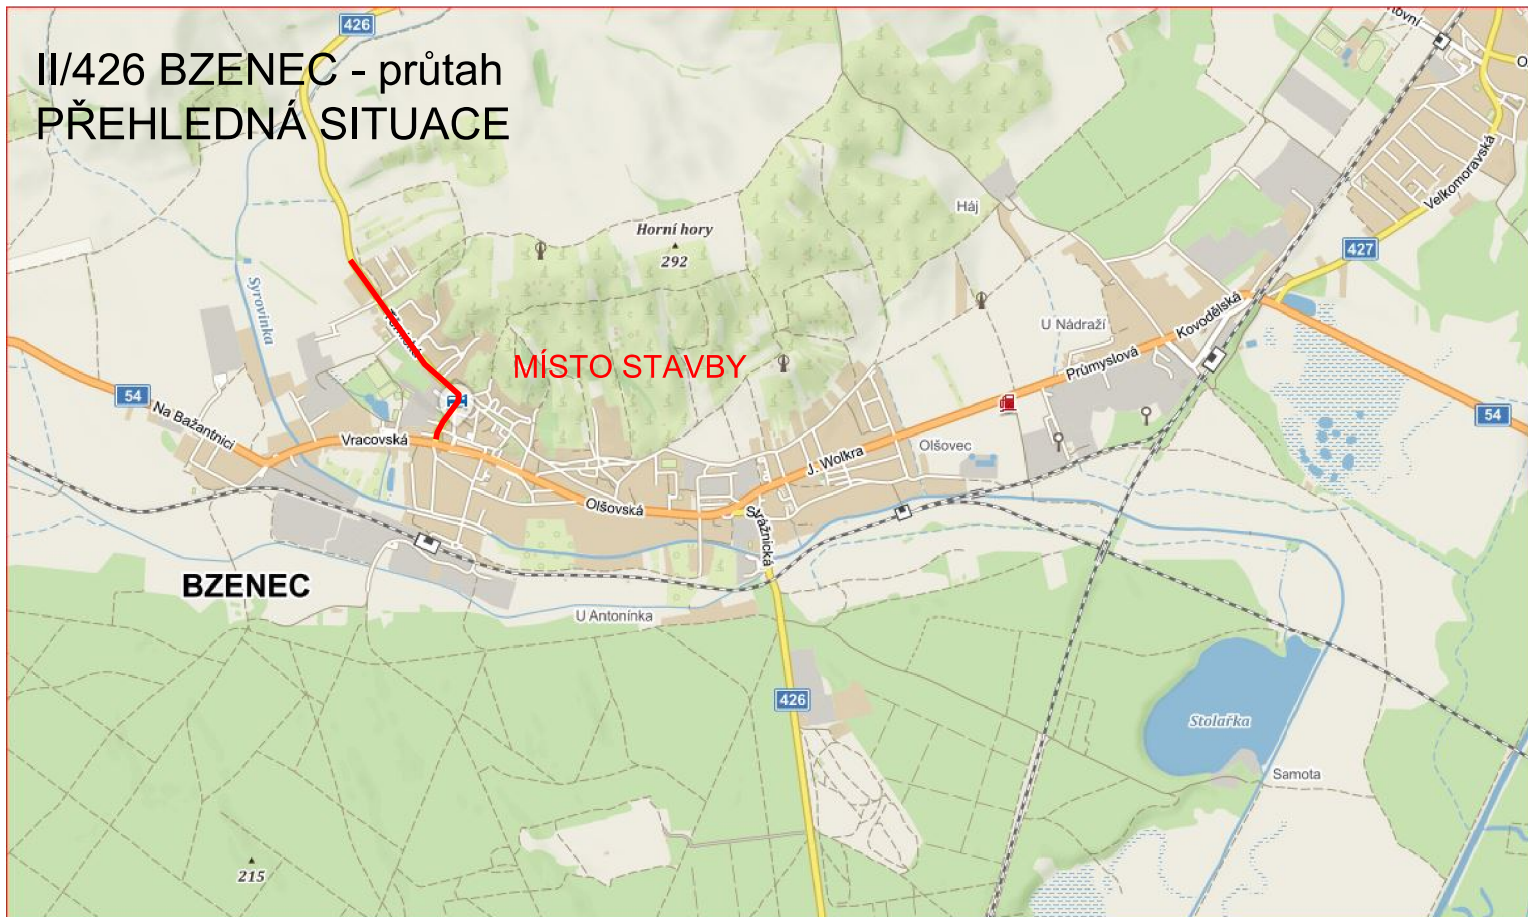 426
II/426 BZENEC - průtah
PŘEHLEDNÁ SITUACE
Velkomoravská
Háj
Horní hory
292
427
Syrovinka
Kovodělská
U Nádraží
Těmická
MÍSTO STAVBY
Průmyslová
54
Na Bažantnici
54
Vracovská
Olšovec
J. Wolkra
Olšovská
Strážnická
BZENEC
U Antonínka
426
Stolařka
Samota
215